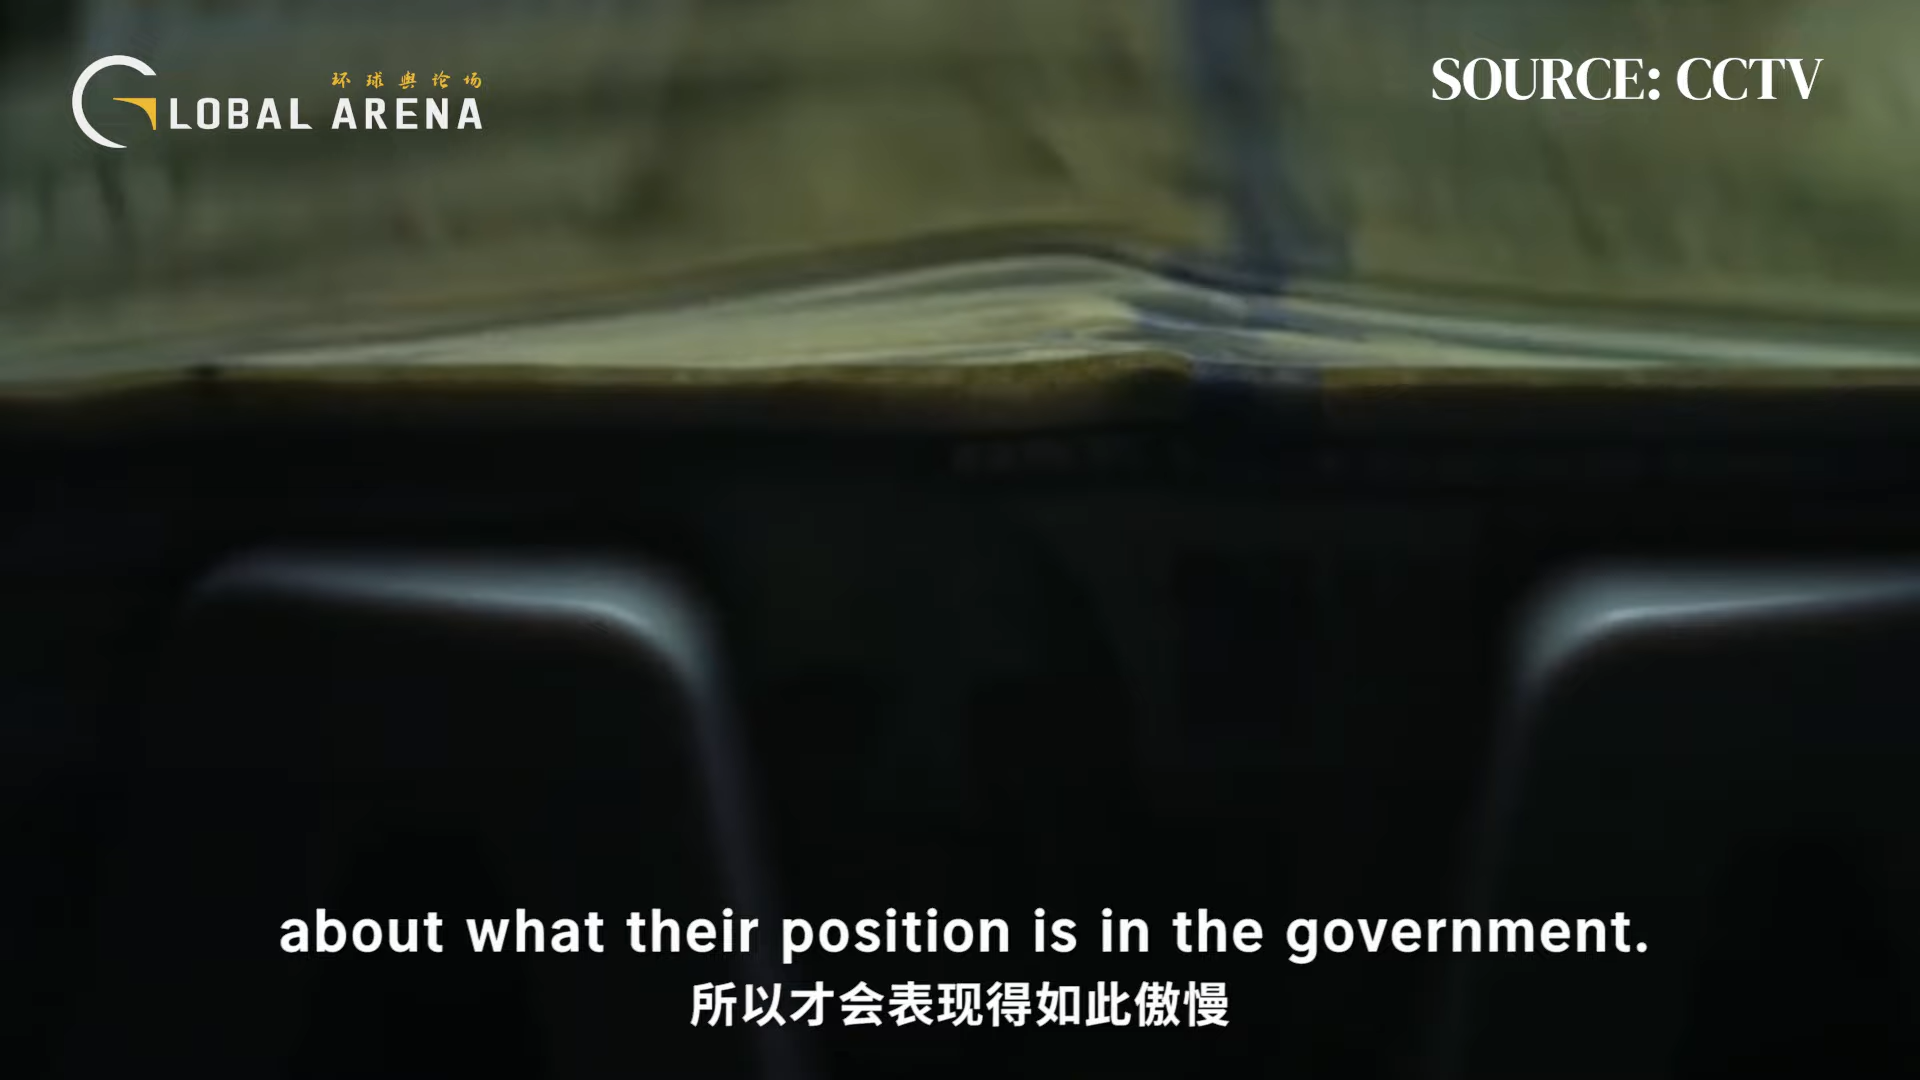 环球舆论场
GLOBAL ARENA
SOURCE: CCTV
about what their position is in the government.
所以才会表现得如此傲慢